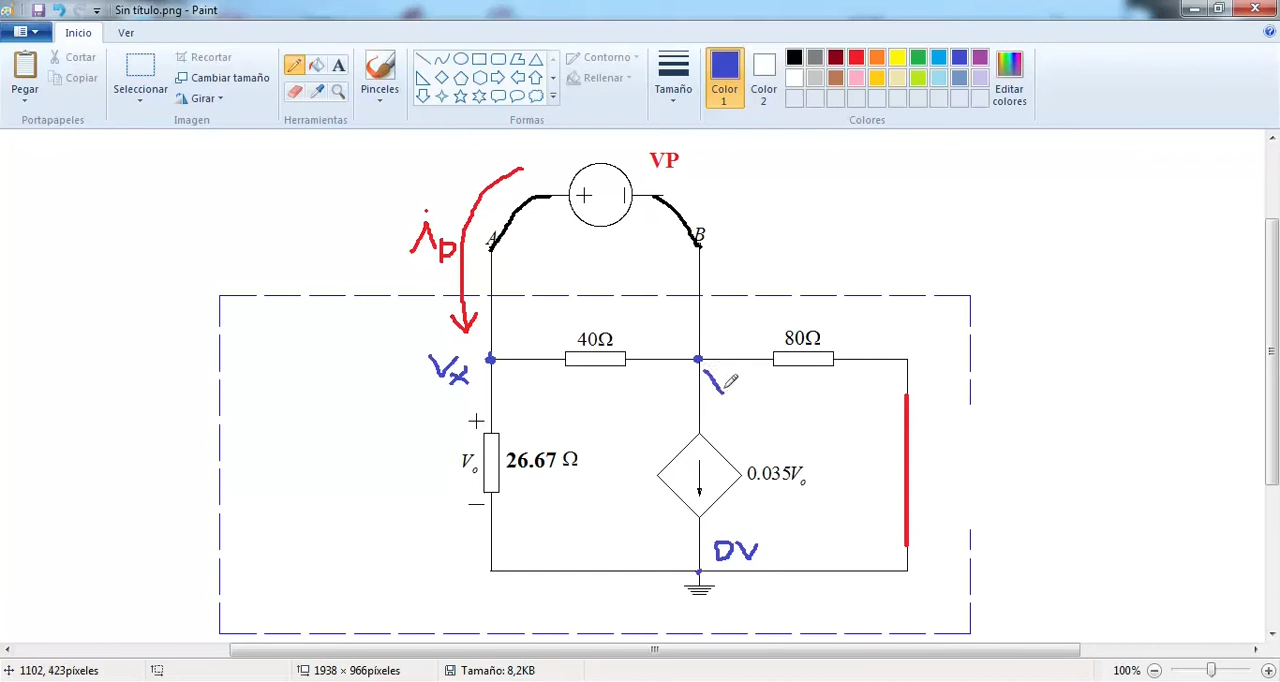 Sin título.png - Paint
Inicio
Ver
Pegar
Cortar
Copiar
Portapapeles
Seleccionar
Recortar
Cambiar tamaño
Girar
Imagen
A
Herramientas
Pinceles
Contorno
Rellenar
Formas
Tamaño
Color 1
Color 2
Editar colores
Colores
VP
+
A
B
ip
40Ω
80Ω
Vx
+
Vo
26.67 Ω
0.035Vo
−
0V
1102, 423píxeles
1938 × 966píxeles
Tamaño: 8,2KB
100%